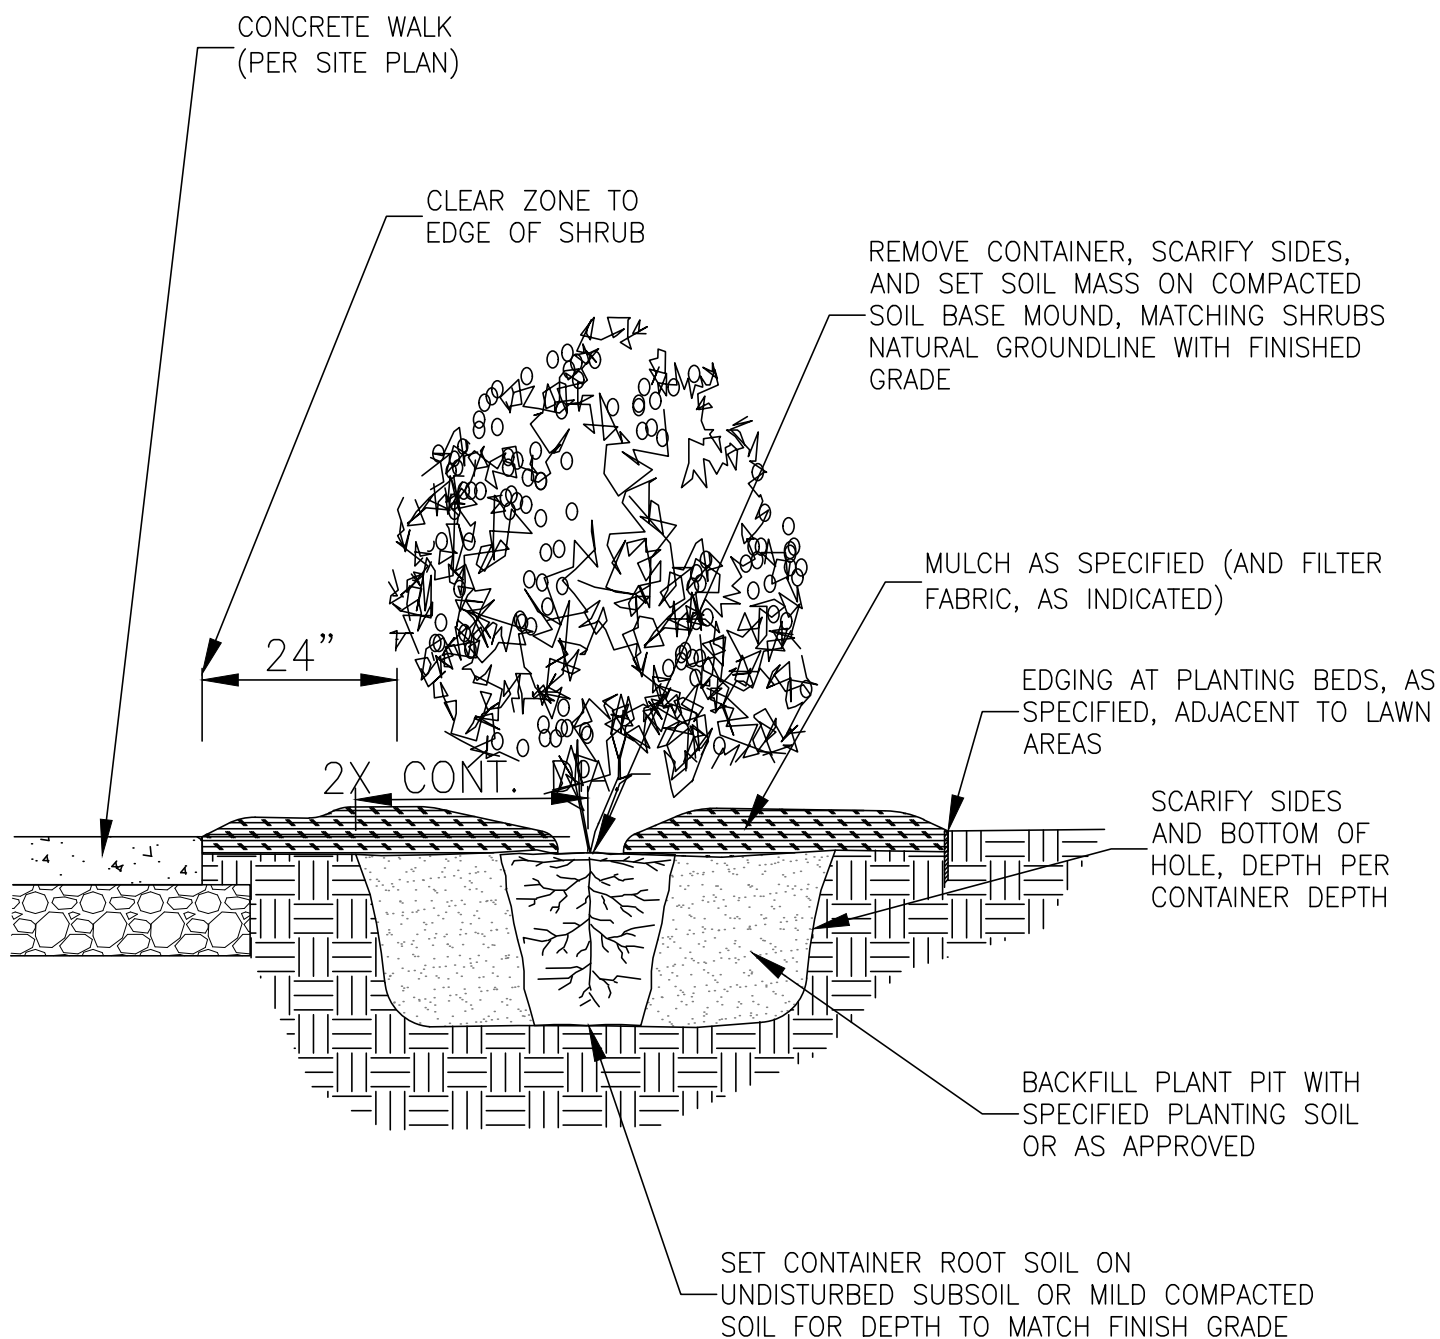 CONCRETE WALK
(PER SITE PLAN)
CLEAR ZONE TO
EDGE OF SHRUB
REMOVE CONTAINER, SCARIFY SIDES,
AND SET SOIL MASS ON COMPACTED
SOIL BASE MOUND, MATCHING SHRUBS
NATURAL GROUNDLINE WITH FINISHED
GRADE
MULCH AS SPECIFIED (AND FILTER
FABRIC, AS INDICATED)
24”
EDGING AT PLANTING BEDS, AS
SPECIFIED, ADJACENT TO LAWN
AREAS
2X CONT.
SCARIFY SIDES
AND BOTTOM OF
HOLE, DEPTH PER
CONTAINER DEPTH
BACKFILL PLANT PIT WITH
SPECIFIED PLANTING SOIL
OR AS APPROVED
SET CONTAINER ROOT SOIL ON
UNDISTURBED SUBSOIL OR MILD COMPACTED
SOIL FOR DEPTH TO MATCH FINISH GRADE